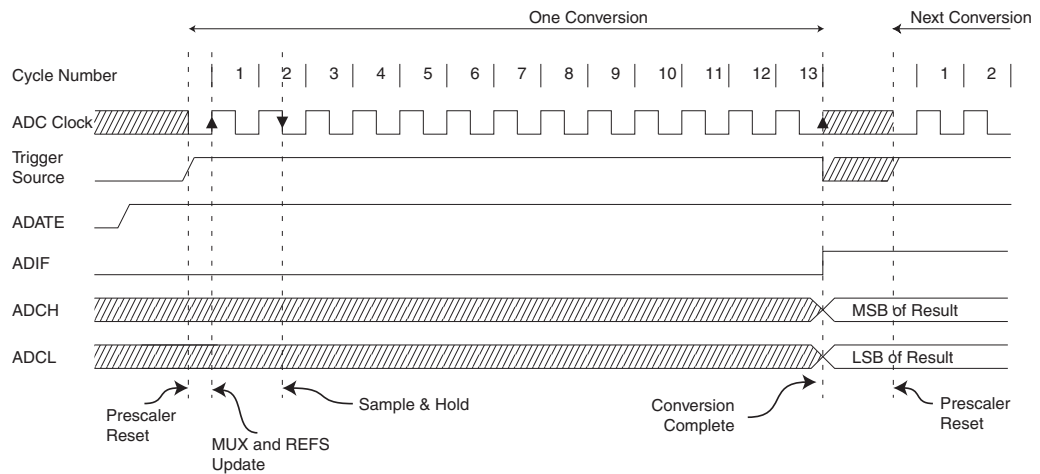 One Conversion
Next Conversion
Cycle Number
1 2 3 4 5 6 7 8 9 10 11 12 13 1 2
ADC Clock
Trigger
Source
ADATE
ADIF
ADCH
MSB of Result
ADCL
LSB of Result
Prescaler
Reset
MUX and REFS
Update
Sample & Hold
Conversion
Complete
Prescaler
Reset